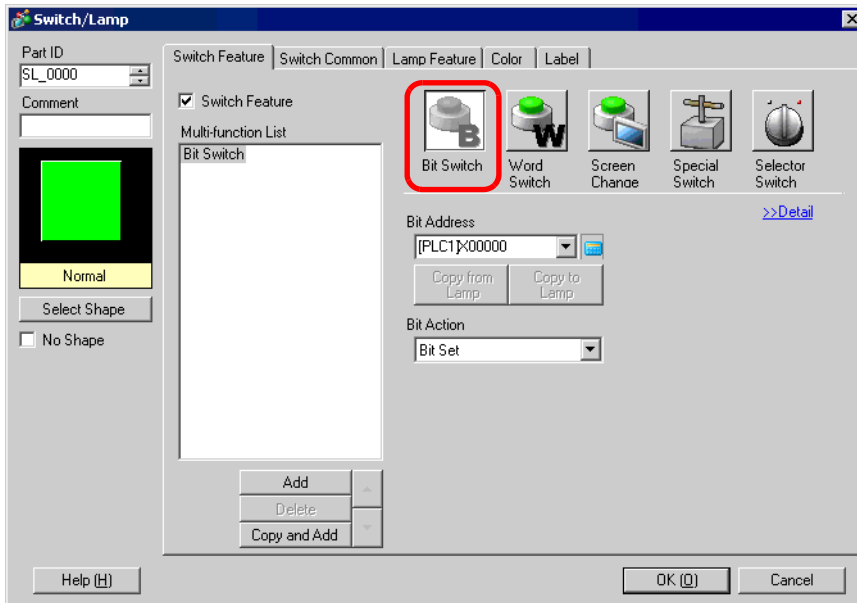 Switch/Lamp
Part ID
SL_0000
Comment
Normal
Select Shape
No Shape
Switch Feature
Switch Common
Lamp Feature
Color
Label
Switch Feature
Multi-function List
Bit Switch
Add
Delete
Copy and Add
Bit Switch
Word Switch
Screen Change
Special Switch
Selector Switch
>>Detail
Bit Address
[PLC1]X00000
Copy from Lamp
Copy to Lamp
Bit Action
Bit Set
Help (H)
OK (O)
Cancel